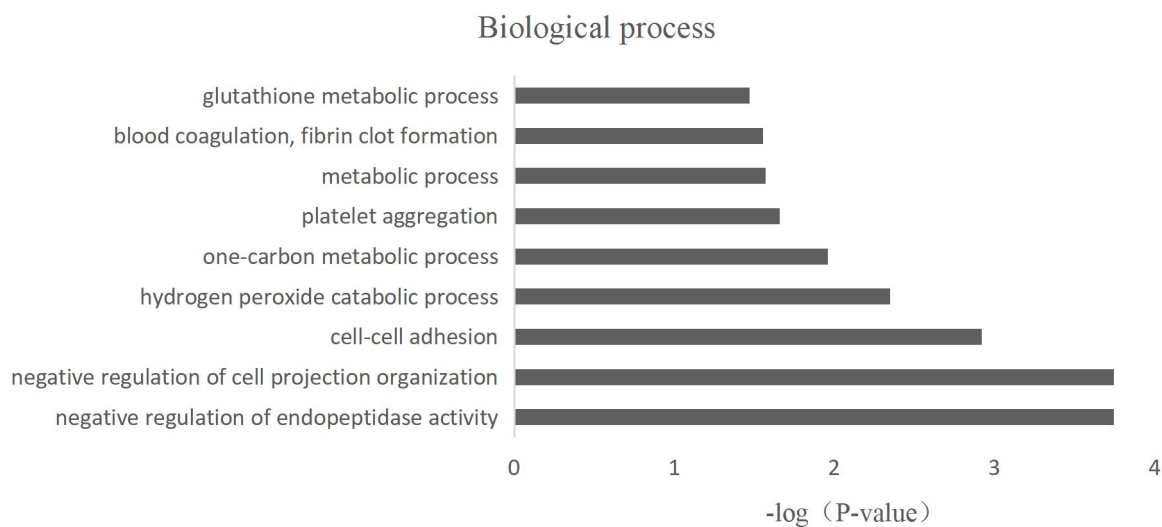 Biological process
glutathione metabolic process
blood coagulation, fibrin clot formation
metabolic process
platelet aggregation
one-carbon metabolic process
hydrogen peroxide catabolic process
cell-cell adhesion
negative regulation of cell projection organization
negative regulation of endopeptidase activity
0 1 2 3 4
-log（P-value）